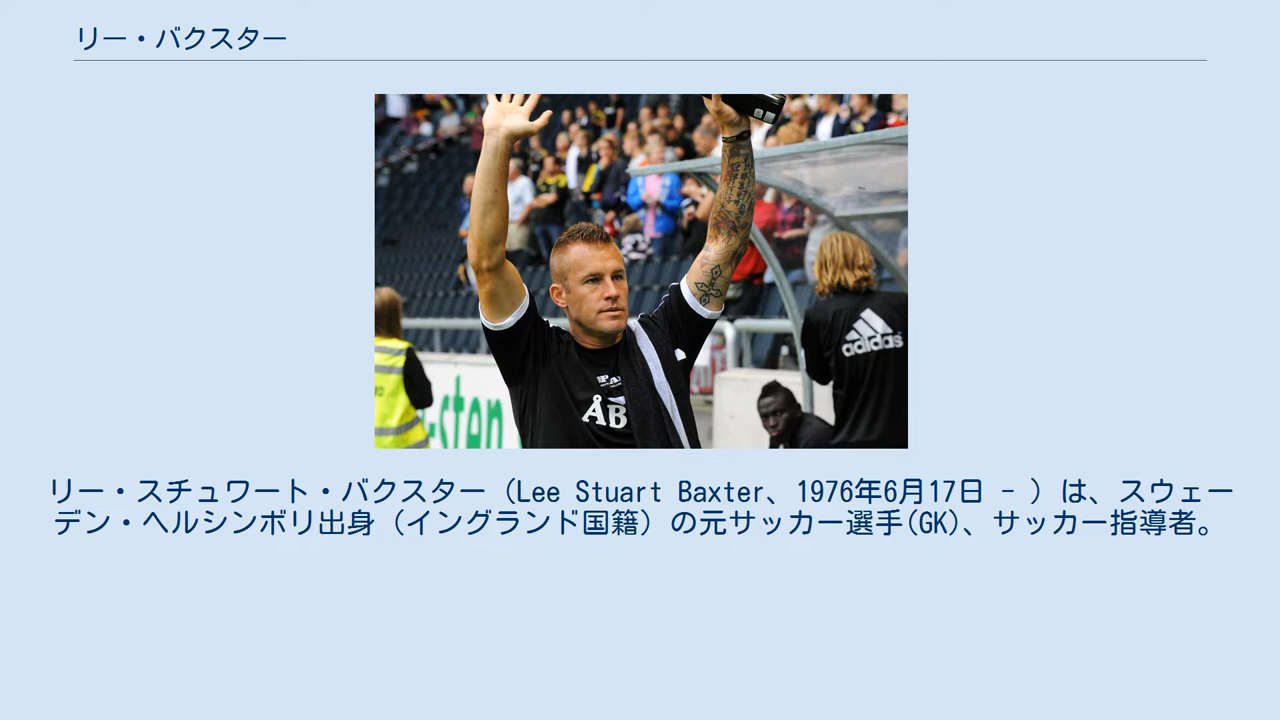 リー・バクスター
adidas
ÅB
-sten
リー・スチュワート・バクスター（Lee Stuart Baxter、1976年6月17日 - ）は、スウェー
デン・ヘルシンボリ出身（イングランド国籍）の元サッカー選手(GK)、サッカー指導者。